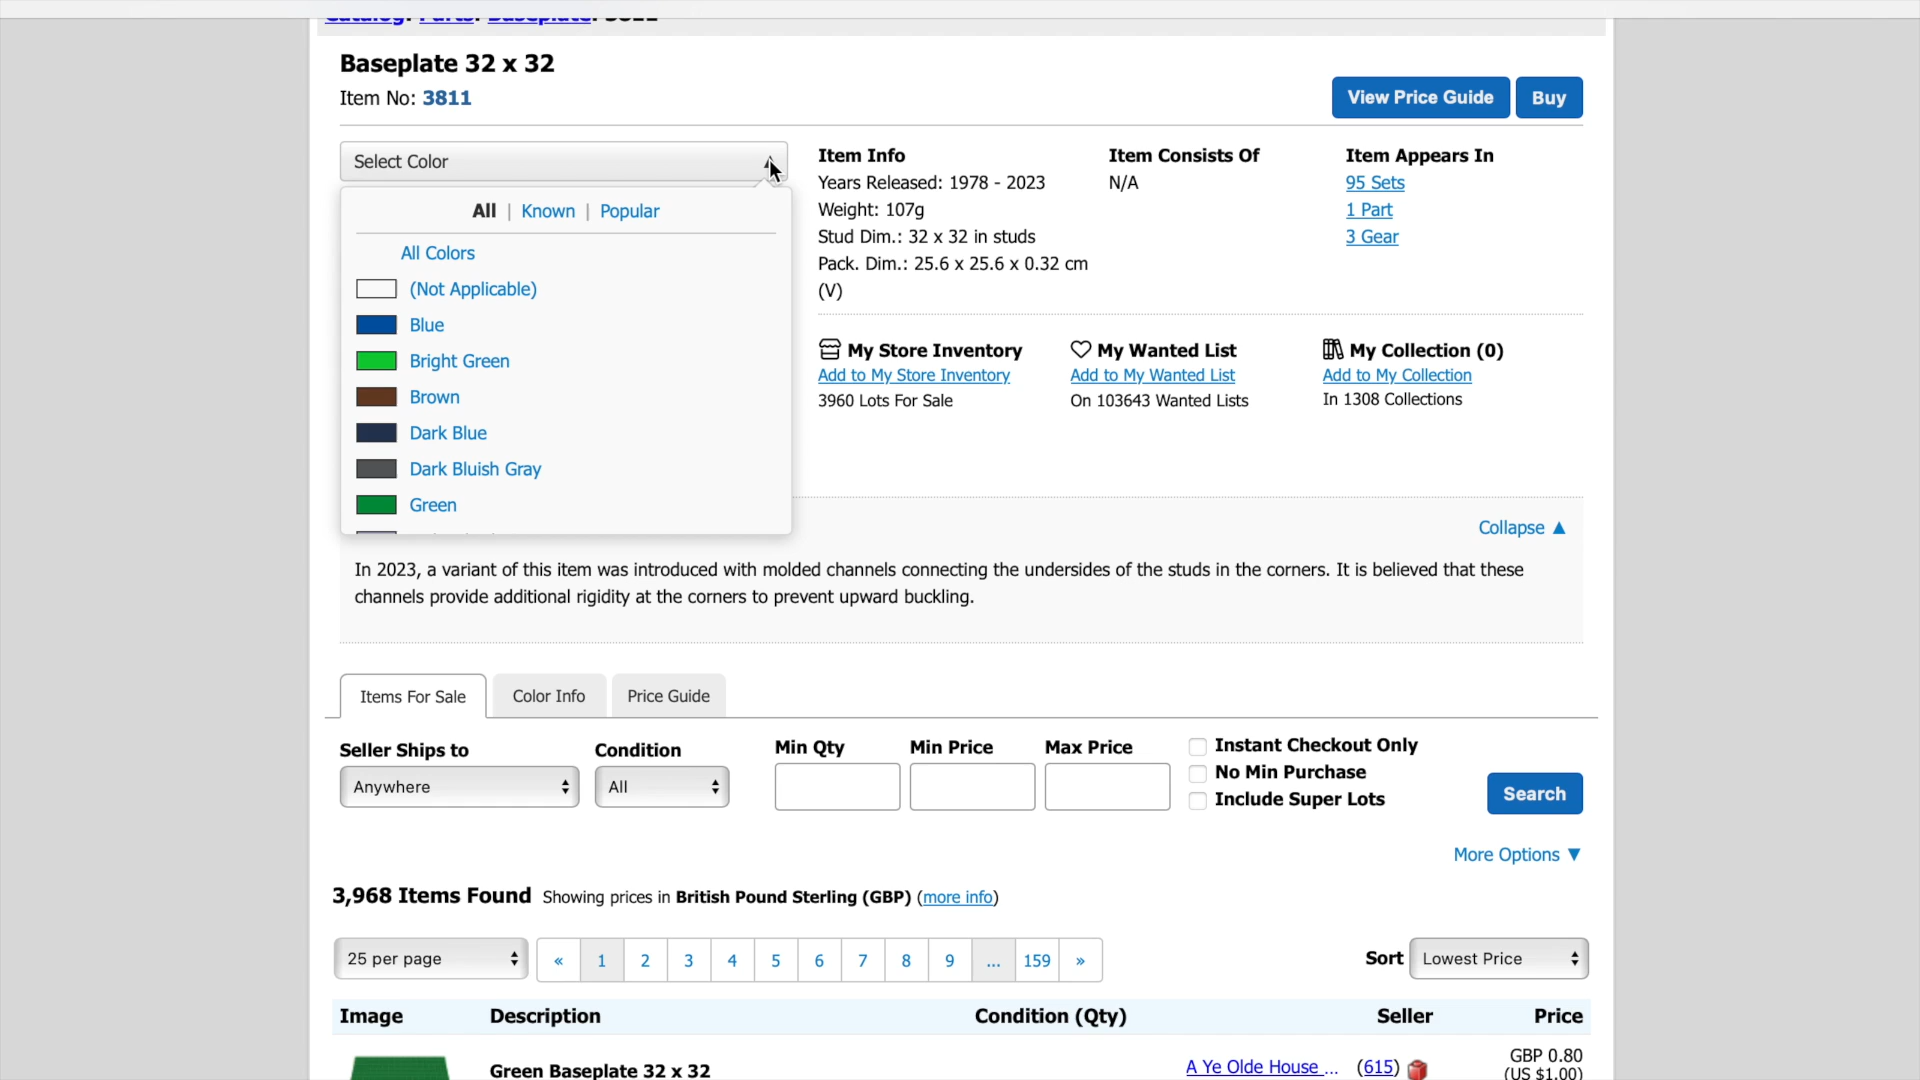 Catalog: Parts: Baseplate: 3811
Baseplate 32 x 32
Item No: 3811
View Price Guide
Buy
Select Color
All | Known | Popular
All Colors
(Not Applicable)
Blue
Bright Green
Brown
Dark Blue
Dark Bluish Gray
Green
Item Info
Years Released: 1978 - 2023
Weight: 107g
Stud Dim.: 32 x 32 in studs
Pack. Dim.: 25.6 x 25.6 x 0.32 cm
(V)
Item Consists Of
N/A
Item Appears In
95 Sets
1 Part
3 Gear
My Store Inventory
Add to My Store Inventory
3960 Lots For Sale
My Wanted List
Add to My Wanted List
On 103643 Wanted Lists
My Collection (0)
Add to My Collection
In 1308 Collections
Collapse ▲
In 2023, a variant of this item was introduced with molded channels connecting the undersides of the studs in the corners. It is believed that these
channels provide additional rigidity at the corners to prevent upward buckling.
Items For Sale
Color Info
Price Guide
Seller Ships to
Anywhere
Condition
All
Min Qty
Min Price
Max Price
Instant Checkout Only
No Min Purchase
Include Super Lots
Search
More Options ▼
3,968 Items Found Showing prices in British Pound Sterling (GBP) (more info)
25 per page
« 1 2 3 4 5 6 7 8 9 ... 159 »
Sort Lowest Price
Image Description Condition (Qty) Seller Price
Green Baseplate 32 x 32
A Ye Olde House ... (615)
GBP 0.80
(US $1.00)